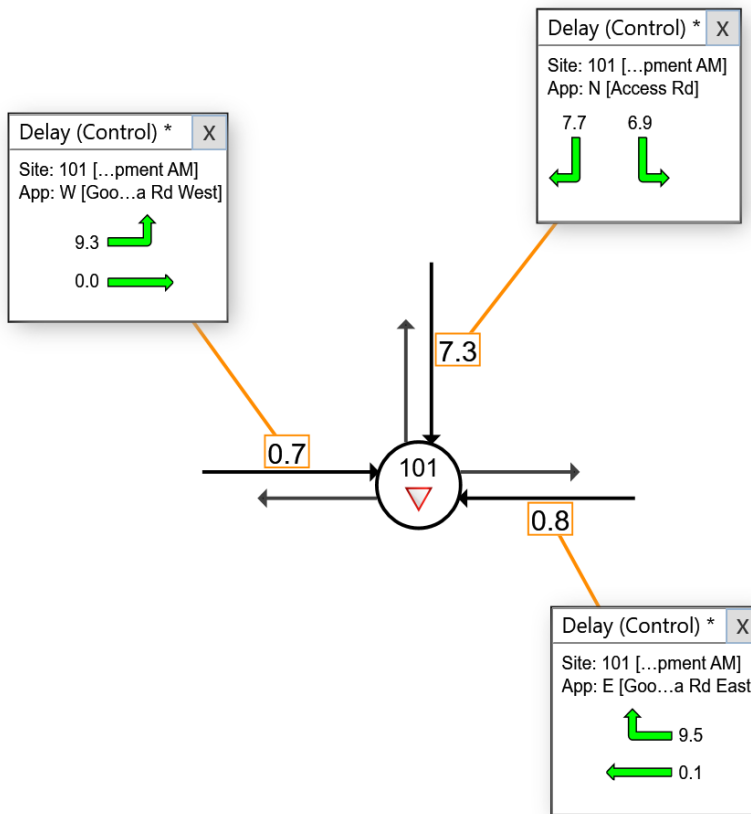 Delay (Control) * X
Site: 101 [...pment AM]
App: N [Access Rd]
7.7 6.9
Delay (Control) * X
Site: 101 [...pment AM]
App: W [Goo...a Rd West]
9.3
0.0
7.3
0.7
101
0.8
Delay (Control) * X
Site: 101 [...pment AM]
App: E [Goo...a Rd East
9.5
0.1